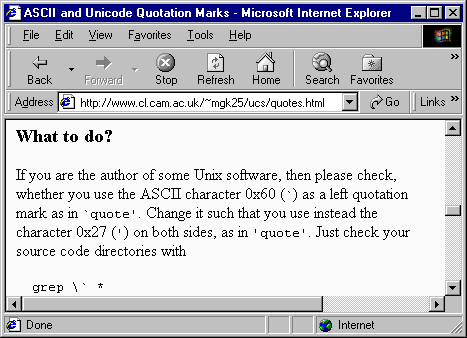 ASCII and Unicode Quotation Marks - Microsoft Internet Explorer
File Edit View Favorites Tools Help »
Back Forward Stop Refresh Home Search Favorites »
Address http://www.cl.cam.ac.uk/~mgk25/ucs/quotes.html Go Links »
What to do?
If you are the author of some Unix software, then please check,
whether you use the ASCII character 0x60 (`) as a left quotation
mark as in `quote'. Change it such that you use instead the
character 0x27 (') on both sides, as in 'quote'. Just check your
source code directories with
grep \` *
Done Internet